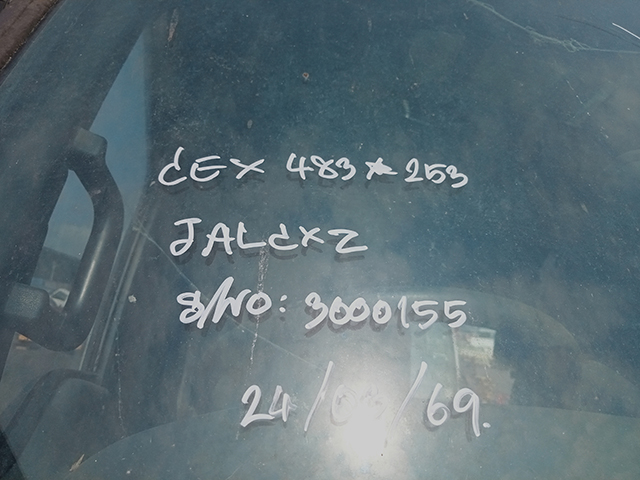 CEX 483*253
JALCXZ
S/NO: 3000155
24/ /69.